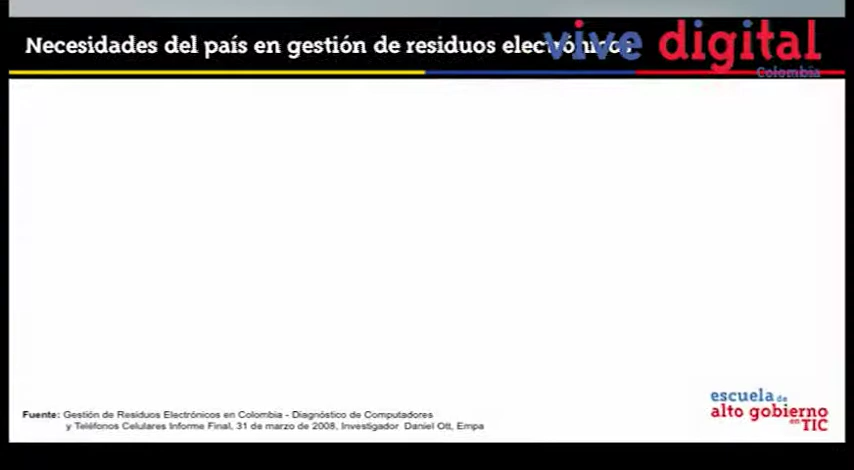 Necesidades del país en gestión de residuos electrónicos
vive digital
Colombia
Fuente: Gestión de Residuos Electrónicos en Colombia - Diagnóstico de Computadores
y Teléfonos Celulares Informe Final, 31 de marzo de 2008, Investigador Daniel Ott, Empa
escuela de
alto gobierno
en TIC